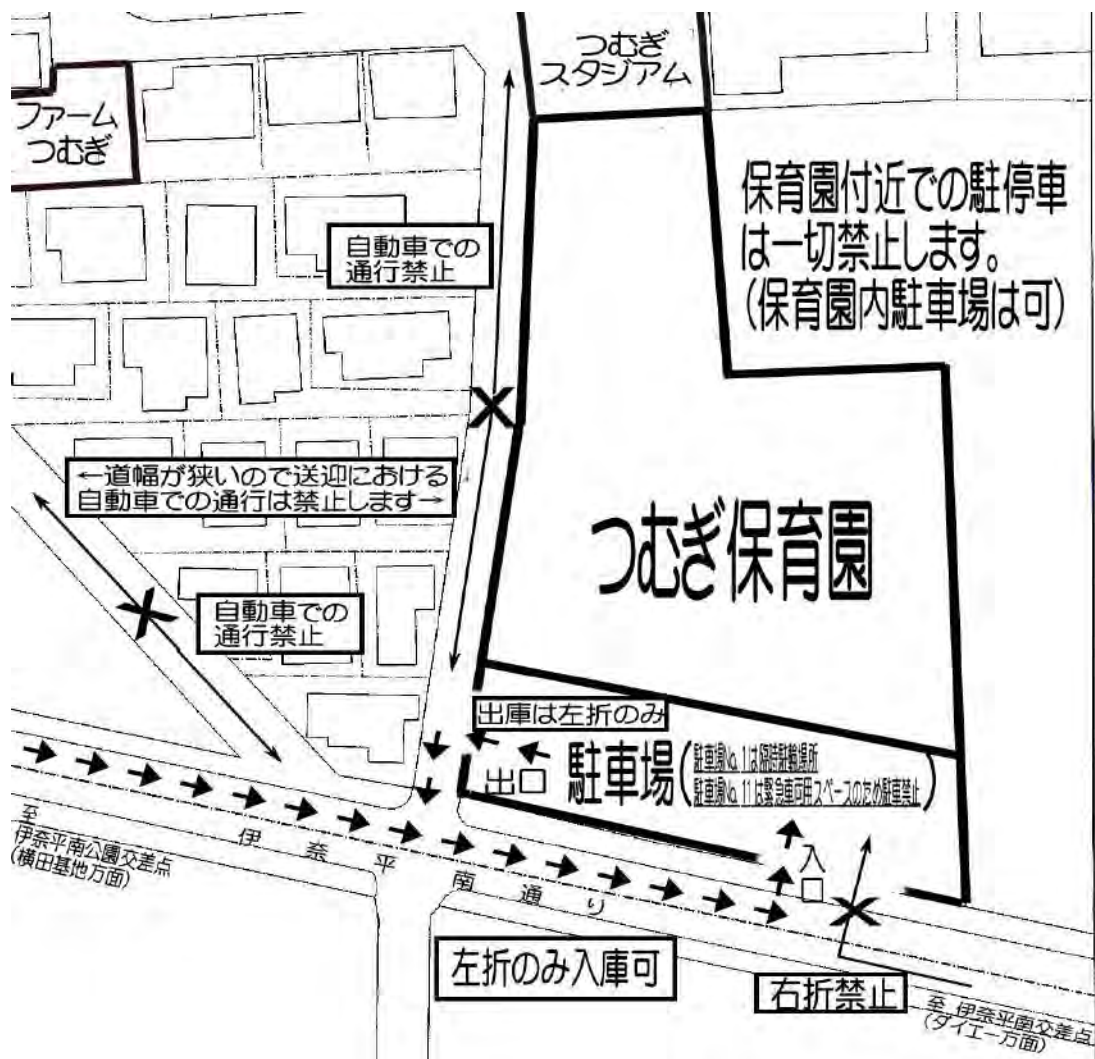 つむぎ
スタジアム
ファーム
つむぎ
保育園付近での駐停車
は一切禁止します。
(保育園内駐車場は可)
自動車での
通行禁止
←道幅が狭いので送迎における
自動車での通行は禁止します→
つむぎ保育園
自動車での
通行禁止
出庫は左折のみ
出口
駐車場
駐車場No.1は臨時駐輪場所
駐車場No.11は緊急車両用スペースのため駐車禁止
入口
至
伊奈平南公園交差点
(横田基地方面)
伊奈平南通り
左折のみ入庫可
右折禁止
至 伊奈平南交差点
(ダイエー方面)